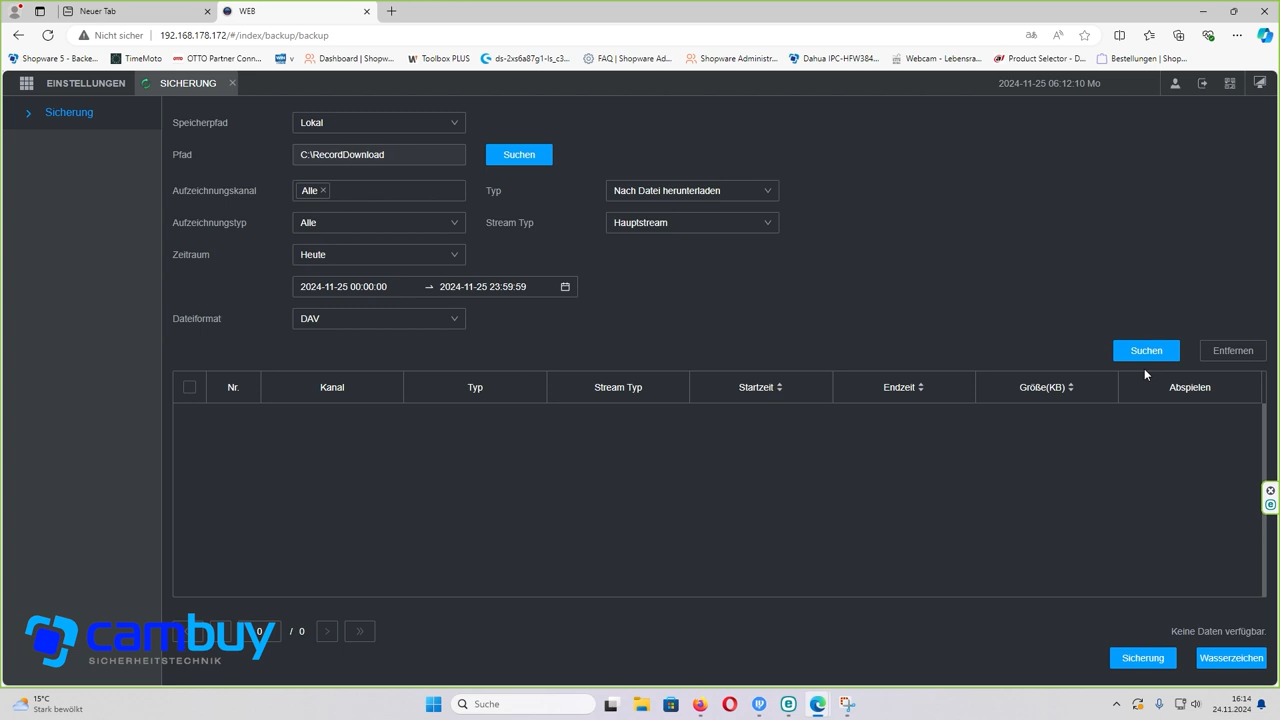 Neuer Tab
WEB
Nicht sicher
192.168.178.172/#/index/backup/backup
Shopware 5 - Backe...
TimeMoto
OTTO Partner Conn...
Dashboard | Shopw...
Toolbox PLUS
ds-2xs6a87g1-ls_c3...
FAQ | Shopware Ad...
Shopware Administr...
Dahua IPC-HFW384...
Webcam - Lebensra...
Product Selector - D...
Bestellungen | Shop...
EINSTELLUNGEN
SICHERUNG
2024-11-25 06:12:10 Mo
Sicherung
Speicherpfad
Lokal
Pfad
C:\RecordDownload
Suchen
Aufzeichnungskanal
Alle
Typ
Nach Datei herunterladen
Aufzeichnungstyp
Alle
Stream Typ
Hauptstream
Zeitraum
Heute
2024-11-25 00:00:00
2024-11-25 23:59:59
Dateiformat
DAV
Suchen
Entfernen
Nr.
Kanal
Typ
Stream Typ
Startzeit
Endzeit
Größe(KB)
Abspielen
0
/ 0
Keine Daten verfügbar.
Sicherung
Wasserzeichen
cambuy
SICHERHEITSTECHNIK
15°C
Stark bewölkt
Suche
16:14
24.11.2024